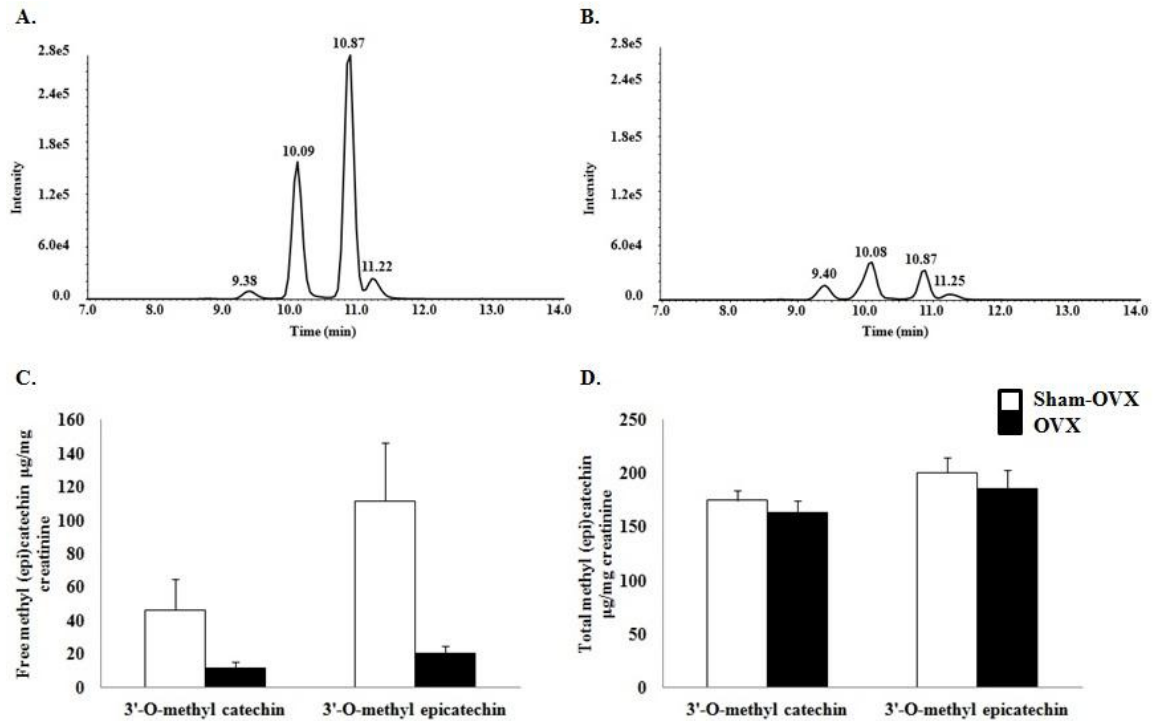 A.
2.8e5
2.4e5
1.8e5
1.2e5
6.0e4
0.0
Intensity
9.38
10.09
10.87
11.22
7.0 8.0 9.0 10.0 11.0 12.0 13.0 14.0
Time (min)
B.
2.8e5
2.4e5
1.8e5
1.2e5
6.0e4
0.0
Intensity
9.40
10.08
10.87
11.25
7.0 8.0 9.0 10.0 11.0 12.0 13.0 14.0
Time (min)
C.
160
140
120
100
80
60
40
20
0
Free methyl (epi)catechin µg/mg
creatinine
3'-O-methyl catechin 3'-O-methyl epicatechin
D.
Sham-OVX
OVX
250
200
150
100
50
0
Total methyl (epi)catechin
µg/mg creatinine
3'-O-methyl catechin 3'-O-methyl epicatechin